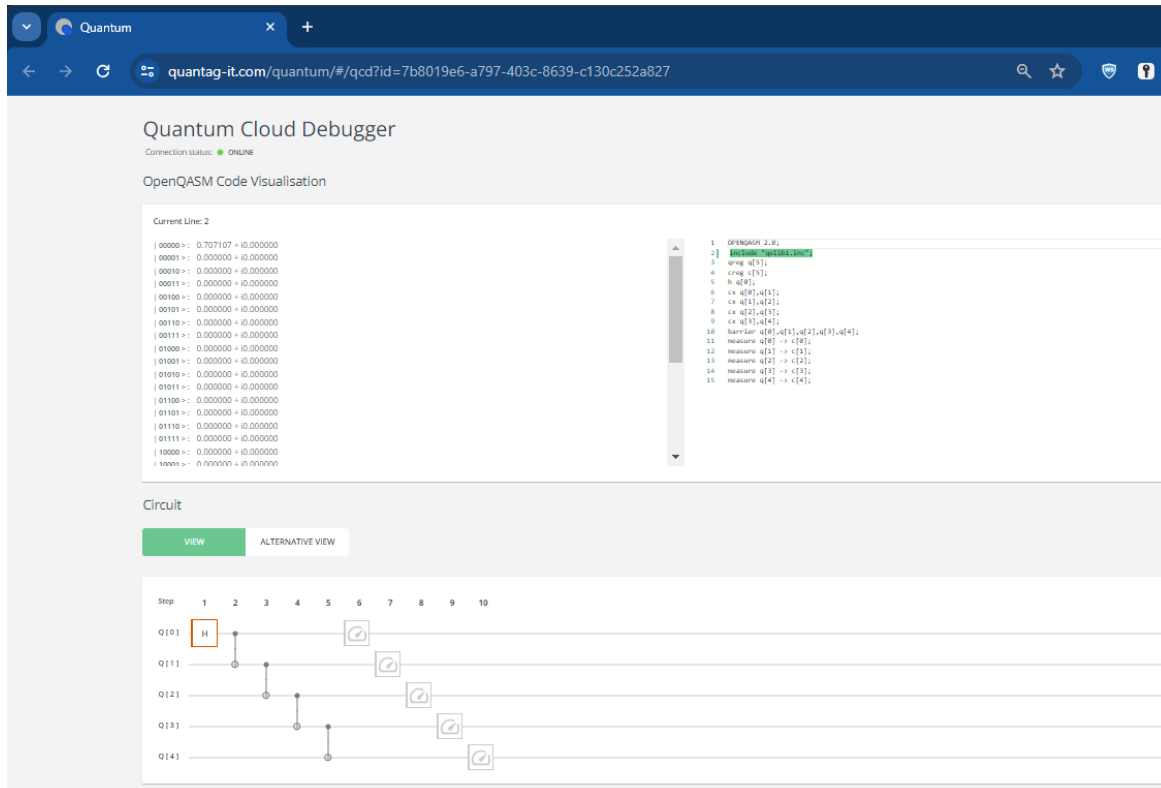 Quantum
quantag-it.com/quantum/#/qcd?id=7b8019e6-a797-403c-8639-c130c252a827
Quantum Cloud Debugger
Connection status: ONLINE
OpenQASM Code Visualisation
Current Line: 2
| 00000 > : 0.707107 + i0.000000
| 00001 > : 0.000000 + i0.000000
| 00010 > : 0.000000 + i0.000000
| 00011 > : 0.000000 + i0.000000
| 00100 > : 0.000000 + i0.000000
| 00101 > : 0.000000 + i0.000000
| 00110 > : 0.000000 + i0.000000
| 00111 > : 0.000000 + i0.000000
| 01000 > : 0.000000 + i0.000000
| 01001 > : 0.000000 + i0.000000
| 01010 > : 0.000000 + i0.000000
| 01011 > : 0.000000 + i0.000000
| 01100 > : 0.000000 + i0.000000
| 01101 > : 0.000000 + i0.000000
| 01110 > : 0.000000 + i0.000000
| 01111 > : 0.000000 + i0.000000
| 10000 > : 0.000000 + i0.000000
| 10001 > : 0.000000 + i0.000000
1 OPENQASM 2.0;
2 include "qelib1.inc";
3 qreg q[5];
4 creg c[5];
5 h q[0];
6 cx q[0],q[1];
7 cx q[1],q[2];
8 cx q[2],q[3];
9 cx q[3],q[4];
10 barrier q[0],q[1],q[2],q[3],q[4];
11 measure q[0] -> c[0];
12 measure q[1] -> c[1];
13 measure q[2] -> c[2];
14 measure q[3] -> c[3];
15 measure q[4] -> c[4];
Circuit
VIEW ALTERNATIVE VIEW
Step 1 2 3 4 5 6 7 8 9 10
Q[0] H
Q[1]
Q[2]
Q[3]
Q[4]